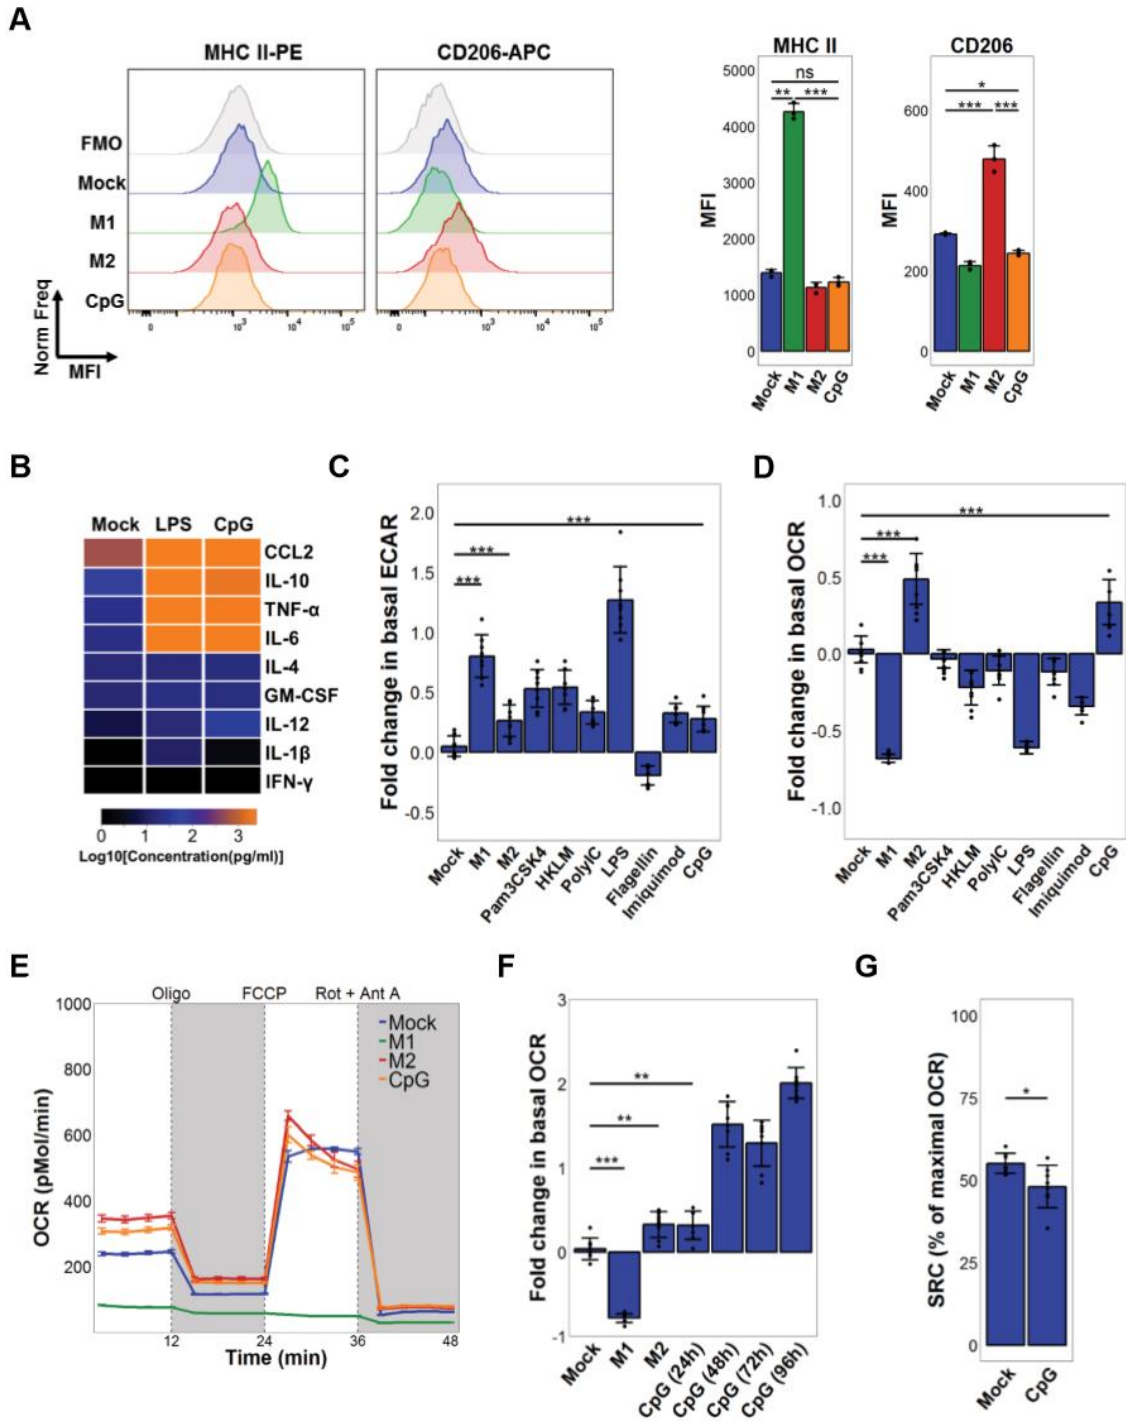 A
MHC II-PE
CD206-APC
FMO
Mock
M1
M2
CpG
Norm Freq
MFI
0
10³
10⁴
10⁵
0
10³
10⁴
10⁵
MHC II
MFI
5000
4000
3000
2000
1000
0
ns
** ***
Mock
M1
M2
CpG
CD206
MFI
600
400
200
0
*
*** ***
Mock
M1
M2
CpG
B
Mock LPS CpG
CCL2
IL-10
TNF-α
IL-6
IL-4
GM-CSF
IL-12
IL-1β
IFN-γ
0 1 2 3
Log10[Concentration(pg/ml)]
C
Fold change in basal ECAR
2.0
1.5
1.0
0.5
0.0
-0.5
***
***
***
Mock
M1
M2
Pam3CSK4
HKLM
PolyIC
LPS
Flagellin
Imiquimod
CpG
D
Fold change in basal OCR
1.0
0.5
0.0
-0.5
-1.0
***
***
***
Mock
M1
M2
Pam3CSK4
HKLM
PolyIC
LPS
Flagellin
Imiquimod
CpG
E
Oligo FCCP Rot + Ant A
OCR (pMol/min)
1000
800
600
400
200
Mock
M1
M2
CpG
12 24 36 48
Time (min)
F
Fold change in basal OCR
3
2
1
0
-1
**
**
***
Mock
M1
M2
CpG (24h)
CpG (48h)
CpG (72h)
CpG (96h)
G
SRC (% of maximal OCR)
100
75
50
25
0
*
Mock
CpG